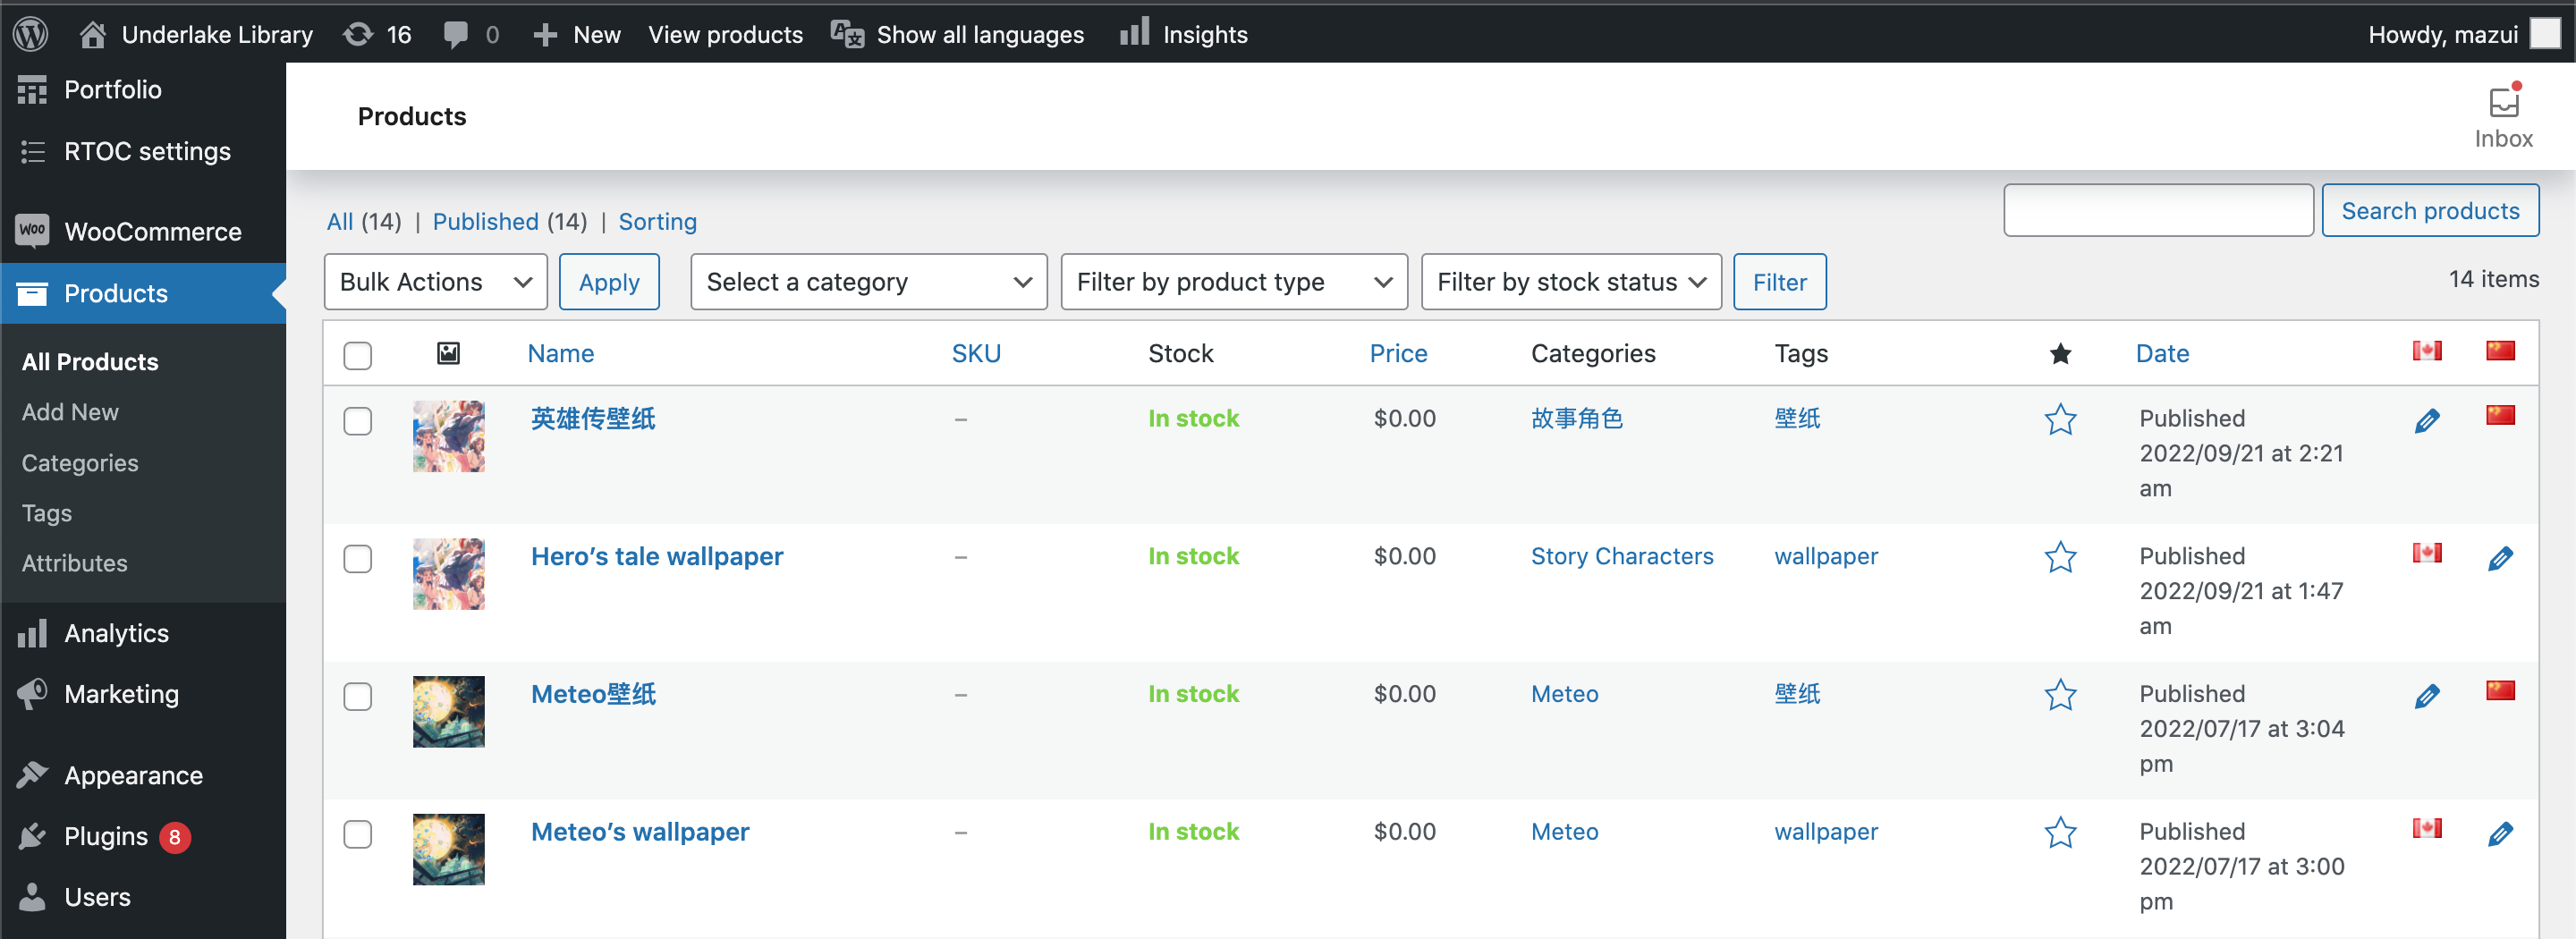 Underlake Library 16 0 New View products Show all languages Insights Howdy, mazui
Portfolio
RTOC settings
WooCommerce
Products
All Products
Add New
Categories
Tags
Attributes
Analytics
Marketing
Appearance
Plugins 8
Users
Products
Inbox
All (14) | Published (14) | Sorting
Search products
Bulk Actions Apply Select a category Filter by product type Filter by stock status Filter 14 items
Name SKU Stock Price Categories Tags Date
英雄传壁纸 – In stock $0.00 故事角色 壁纸 Published
2022/09/21 at 2:21
am
Hero’s tale wallpaper – In stock $0.00 Story Characters wallpaper Published
2022/09/21 at 1:47
am
Meteo壁纸 – In stock $0.00 Meteo 壁纸 Published
2022/07/17 at 3:04
pm
Meteo’s wallpaper – In stock $0.00 Meteo wallpaper Published
2022/07/17 at 3:00
pm